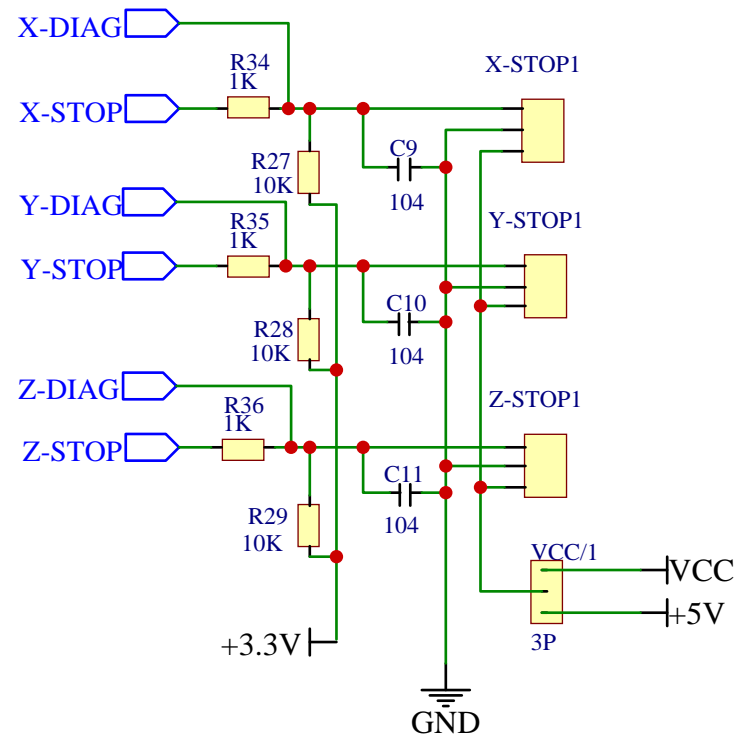 X-DIAG
R34
1K
X-STOP1
X-STOP
C9
R27
10K
104
Y-DIAG
R35
1K
Y-STOP1
Y-STOP
C10
R28
10K
104
Z-DIAG
R36
1K
Z-STOP1
Z-STOP
C11
R29
10K
104
VCC/1
VCC
+5V
+3.3V
3P
GND